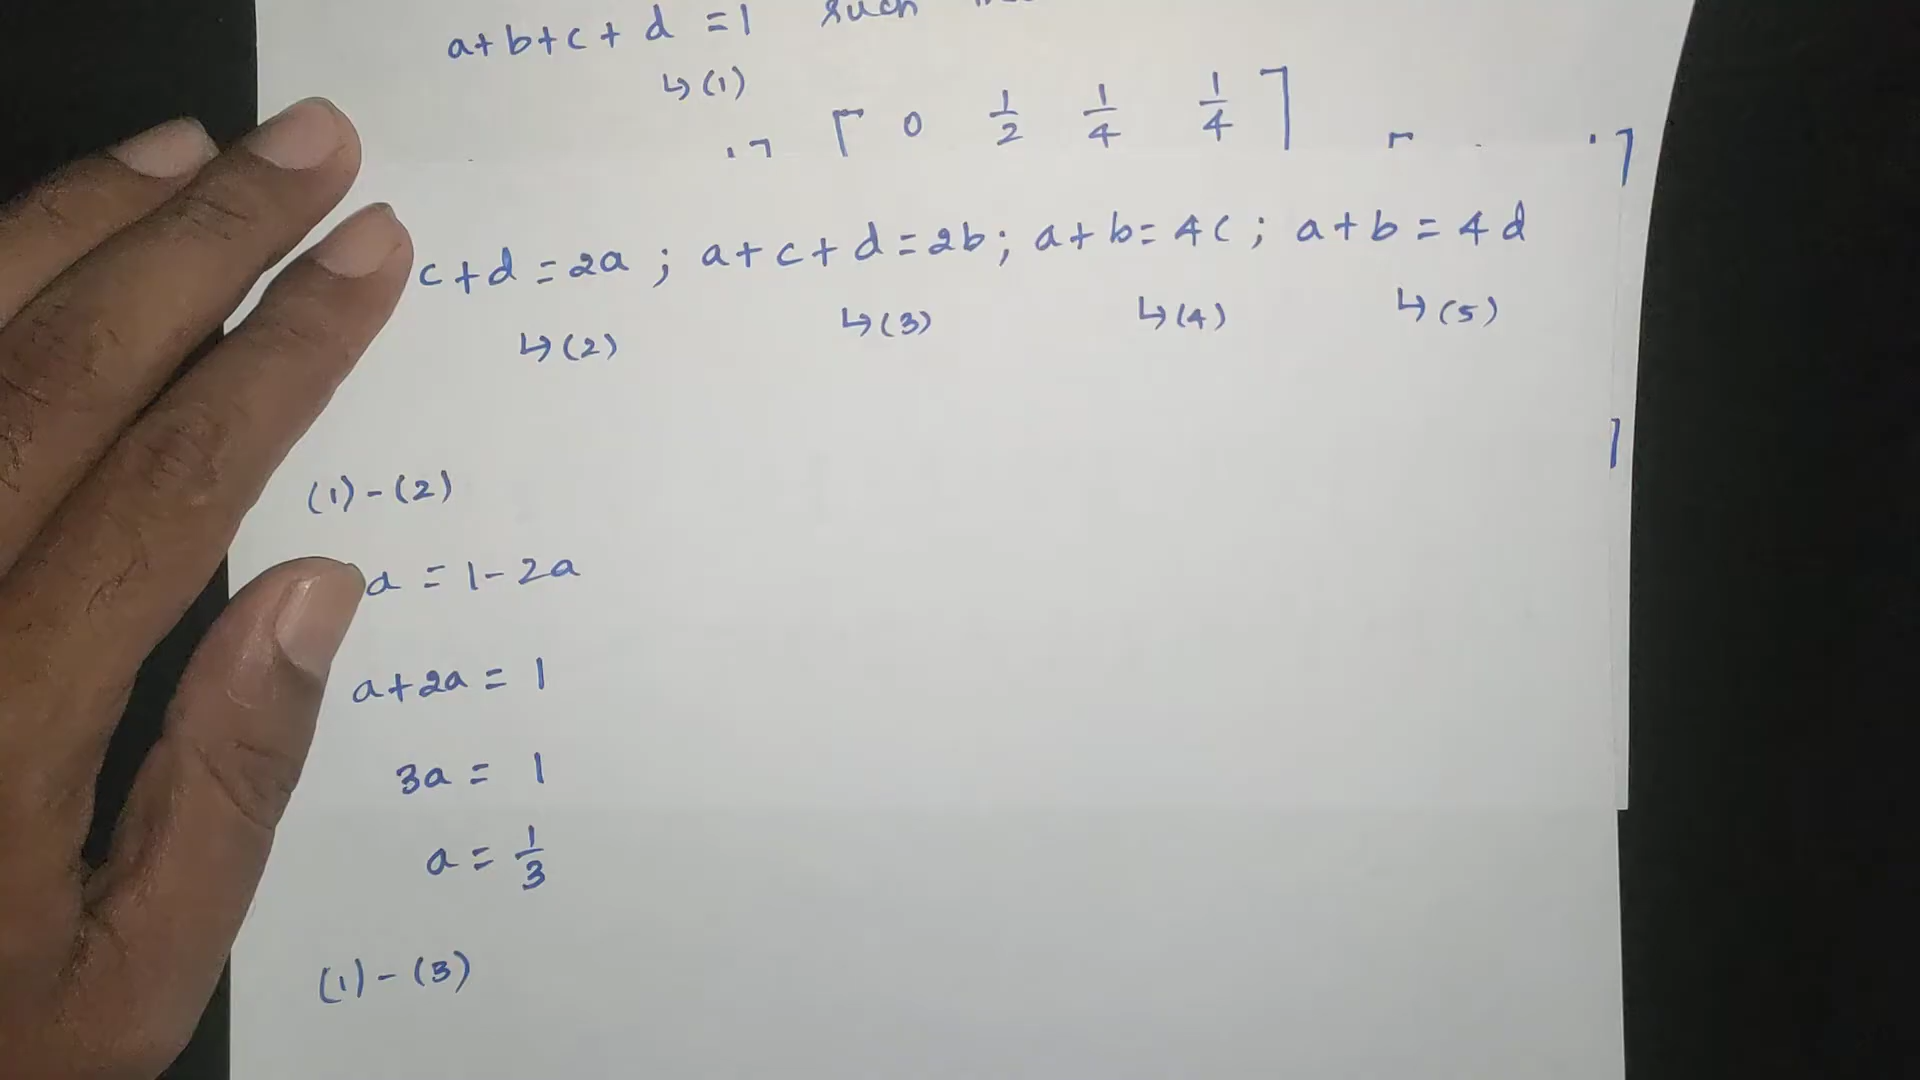 a+b+c+d =1 such
↳(1)
[ 0 1/2 1/4 1/4 ]
c+d=2a ; a+c+d=2b; a+b=4c; a+b=4d
↳(2) ↳(3) ↳(4) ↳(5)
(1)-(2)
a = 1-2a
a+2a = 1
3a = 1
a = 1/3
(1)-(3)